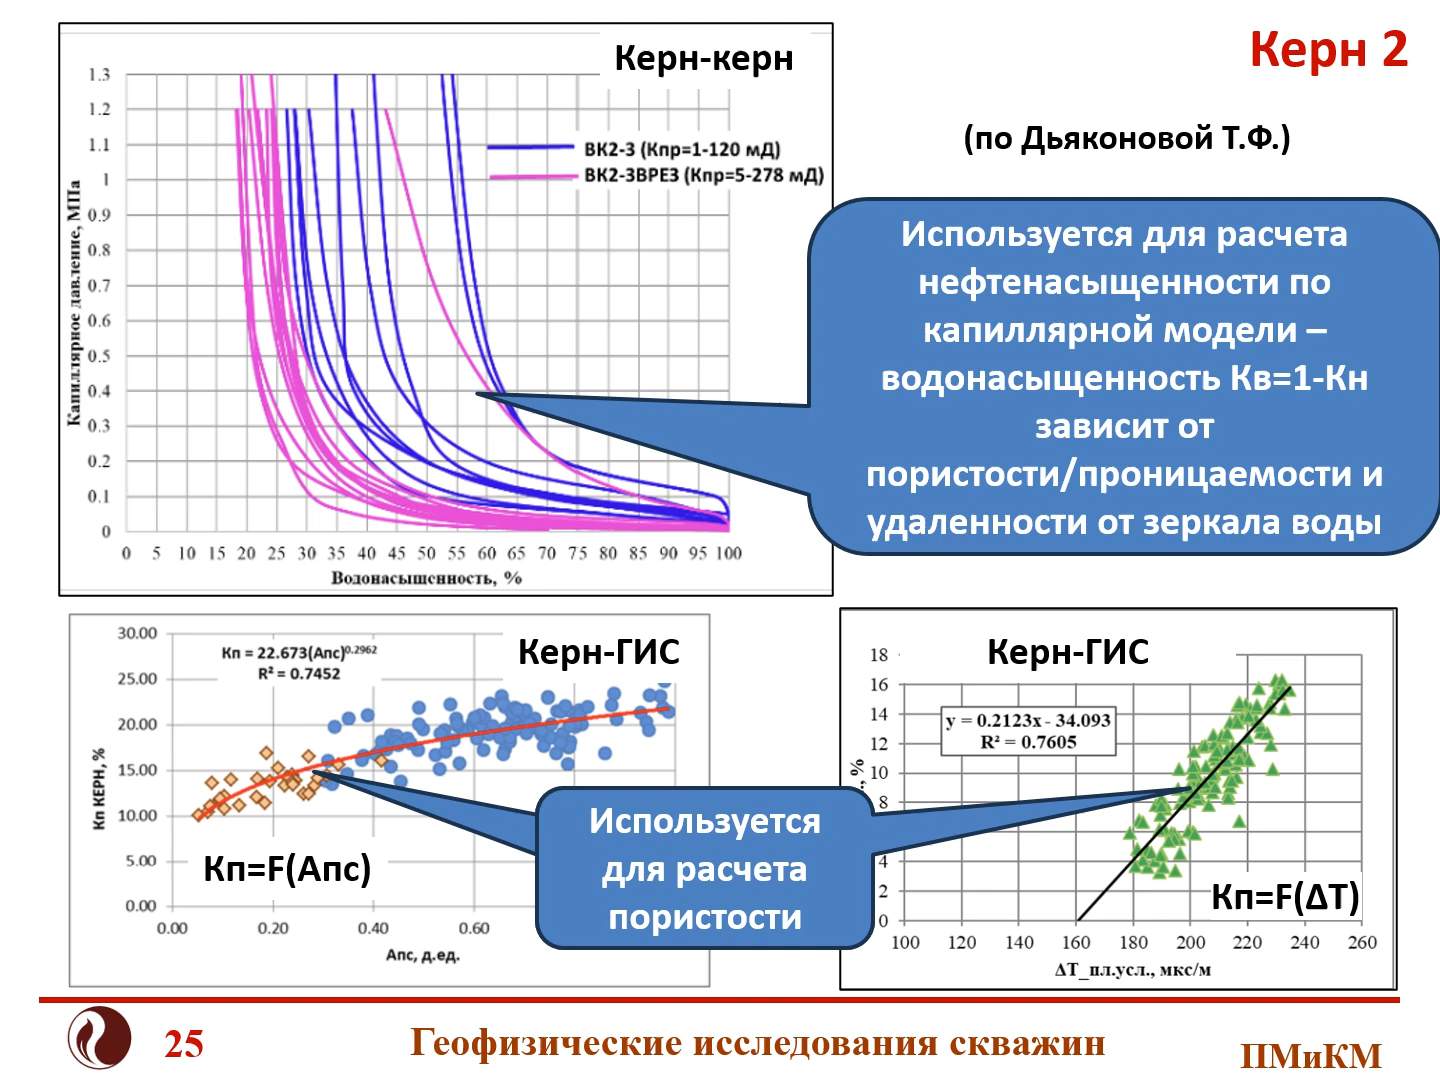 Керн 2
(по Дьяконовой Т.Ф.)
Керн-керн
1.3
1.2
1.1
1
0.9
0.8
0.7
0.6
0.5
0.4
0.3
0.2
0.1
0
Капиллярное давление, МПа
ВК2-3 (Кпр=1-120 мД)
ВК2-3ВРЕЗ (Кпр=5-278 мД)
0 5 10 15 20 25 30 35 40 45 50 55 60 65 70 75 80 85 90 95 100
Водонасыщенность, %
Используется для расчета
нефтенасыщенности по
капиллярной модели –
водонасыщенность Кв=1-Кн
зависит от
пористости/проницаемости и
удаленности от зеркала воды
Керн-ГИС
Кп = 22.673(Апс)0.2962
R² = 0.7452
30.00
25.00
20.00
15.00
10.00
5.00
0.00
Кп КЕРН, %
Кп=F(Апс)
0.00 0.20 0.40 0.60
Апс, д.ед.
Используется
для расчета
пористости
Керн-ГИС
y = 0.2123x - 34.093
R² = 0.7605
18
16
14
12
10
8
4
2
0
., %
Кп=F(ΔT)
100 120 140 160 180 200 220 240 260
ΔT_пл.усл., мкс/м
25
Геофизические исследования скважин
ПМиКМ